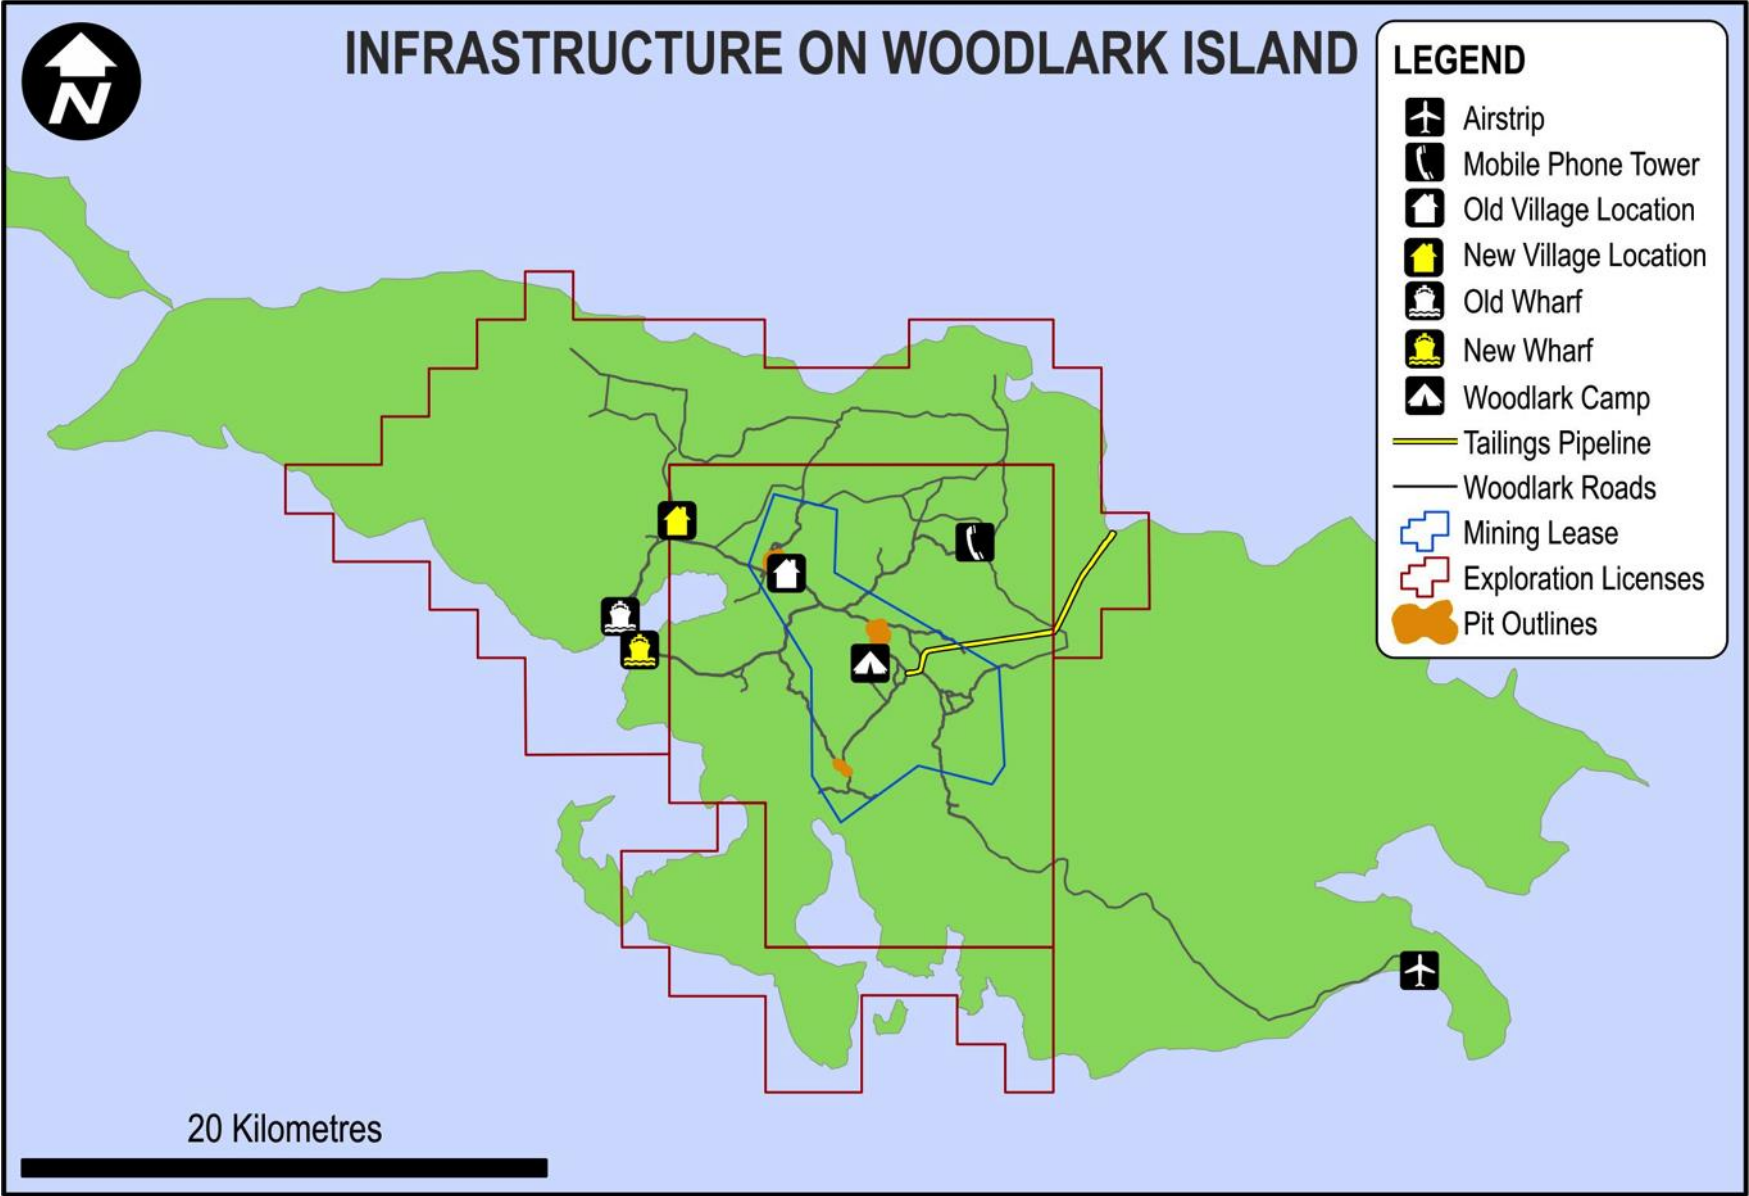 N
INFRASTRUCTURE ON WOODLARK ISLAND
LEGEND
Airstrip
Mobile Phone Tower
Old Village Location
New Village Location
Old Wharf
New Wharf
Woodlark Camp
Tailings Pipeline
Woodlark Roads
Mining Lease
Exploration Licenses
Pit Outlines
20 Kilometres